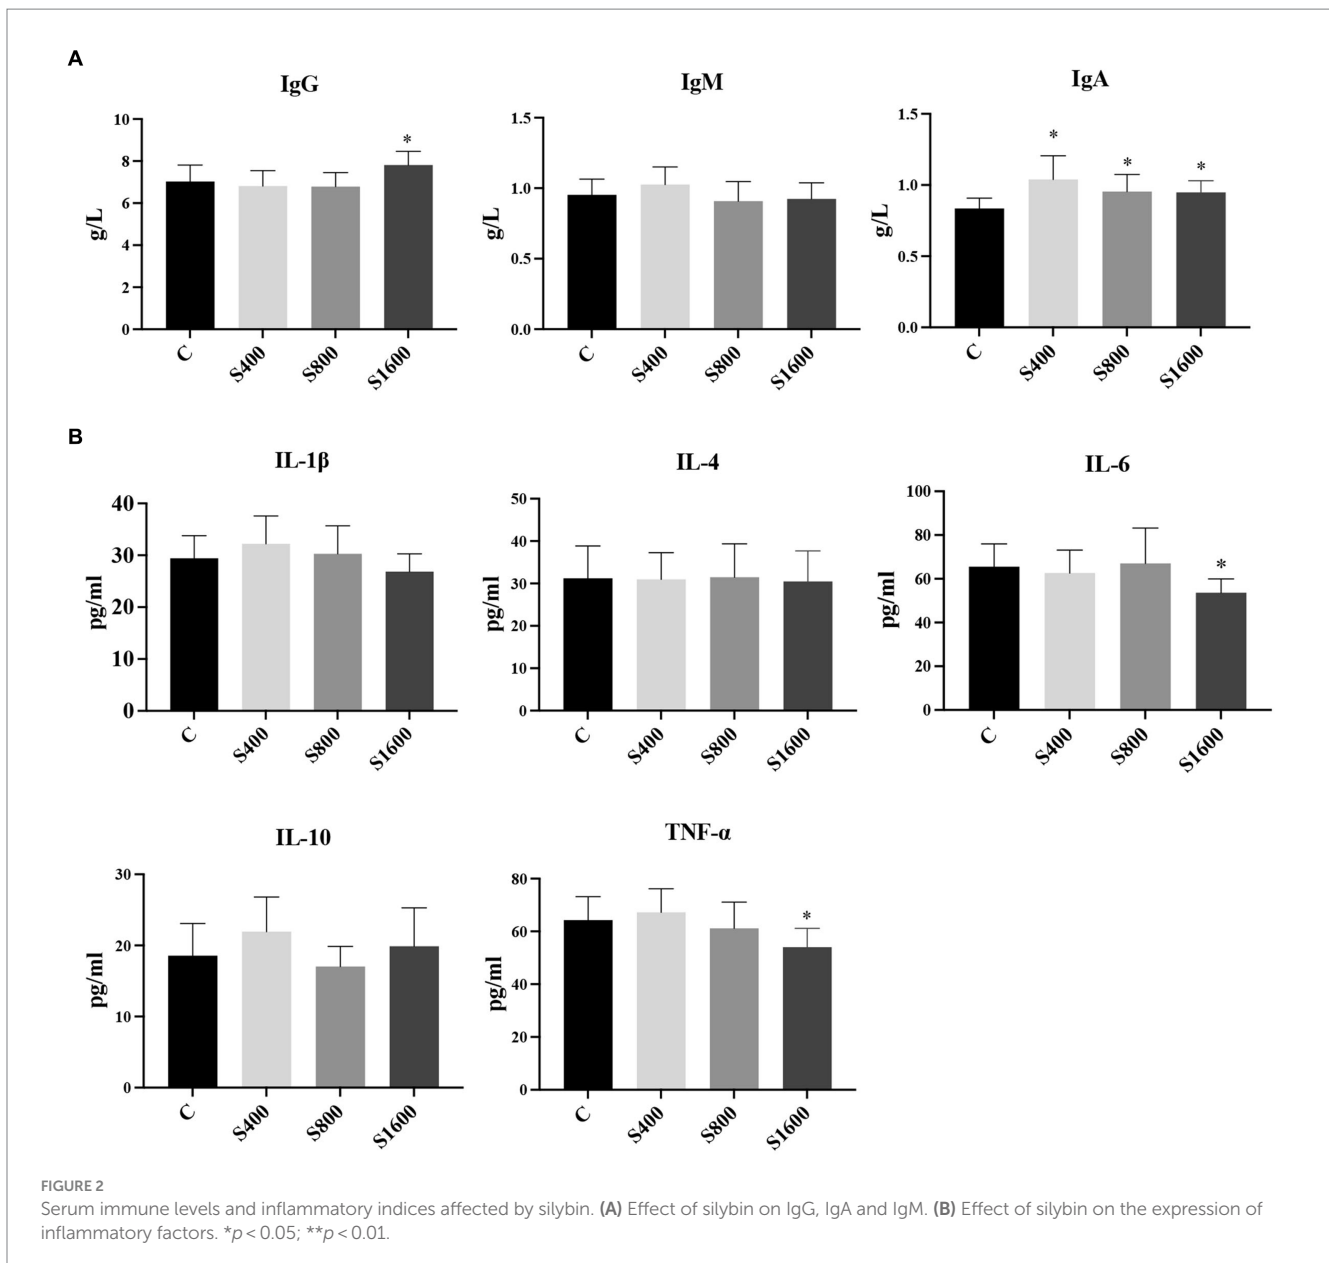 A
IgG
10
8
6
4
2
0
g/L
*
C
S400
S800
S1600
IgM
1.5
1.0
0.5
0.0
g/L
C
S400
S800
S1600
IgA
1.5
1.0
0.5
0.0
g/L
*
*
*
C
S400
S800
S1600
B
IL-1β
40
30
20
10
0
pg/ml
C
S400
S800
S1600
IL-4
50
40
30
20
10
0
pg/ml
C
S400
S800
S1600
IL-6
100
80
60
40
20
0
pg/ml
*
C
S400
S800
S1600
IL-10
30
20
10
0
pg/ml
C
S400
S800
S1600
TNF-α
80
60
40
20
0
pg/ml
*
C
S400
S800
S1600
FIGURE 2
Serum immune levels and inflammatory indices affected by silybin. (A) Effect of silybin on IgG, IgA and IgM. (B) Effect of silybin on the expression of
inflammatory factors. *p < 0.05; **p < 0.01.